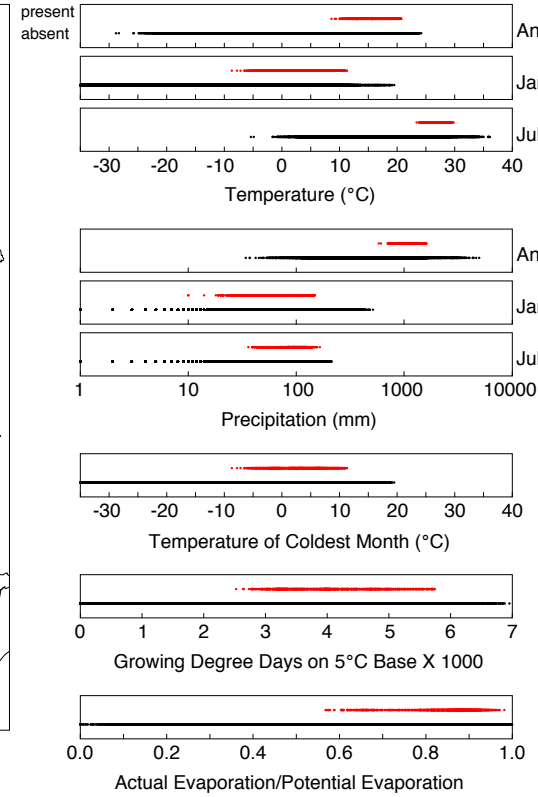 present
absent
An
Ja
Jul
-30 -20 -10 0 10 20 30 40
Temperature (°C)
An
Ja
Jul
1 10 100 1000 10000
Precipitation (mm)
-30 -20 -10 0 10 20 30 40
Temperature of Coldest Month (°C)
0 1 2 3 4 5 6 7
Growing Degree Days on 5°C Base X 1000
0.0 0.2 0.4 0.6 0.8 1.0
Actual Evaporation/Potential Evaporation